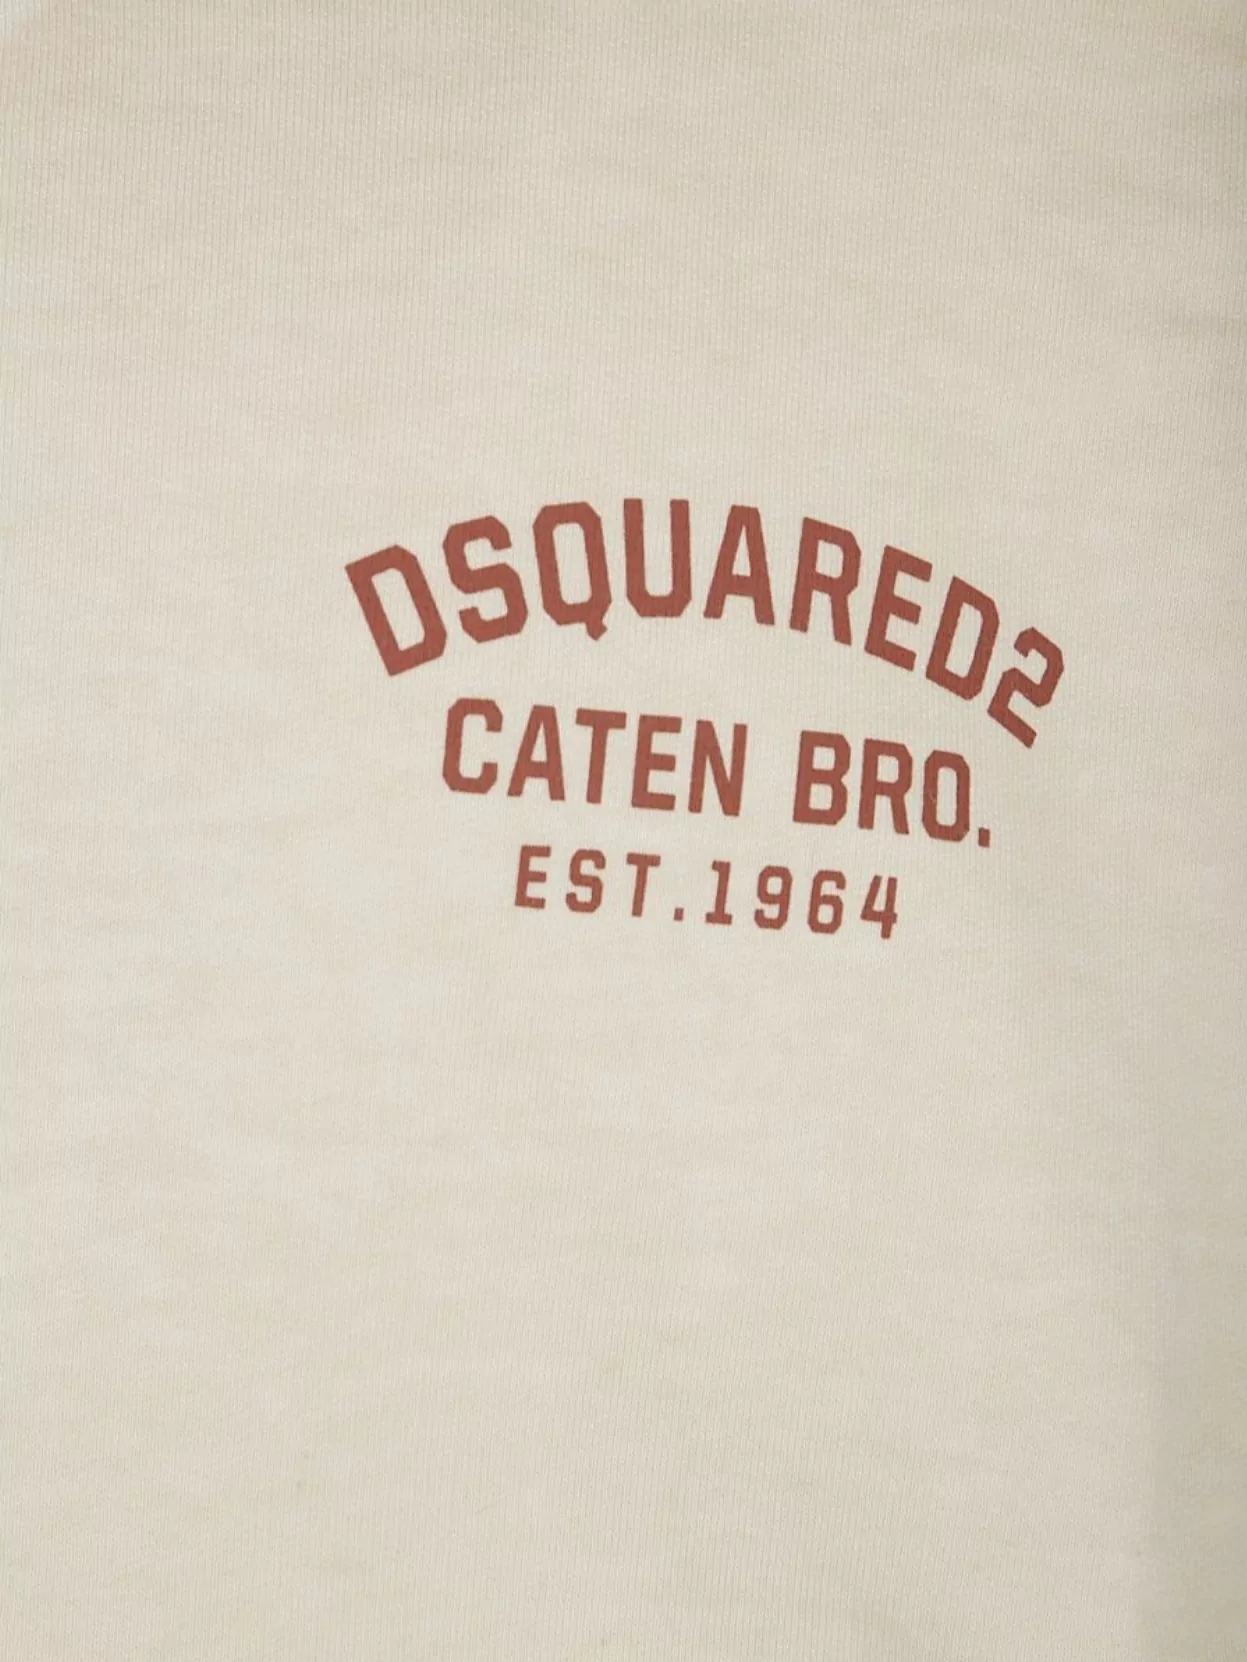 DSQUARED2
CATEN BRO.
EST.1964